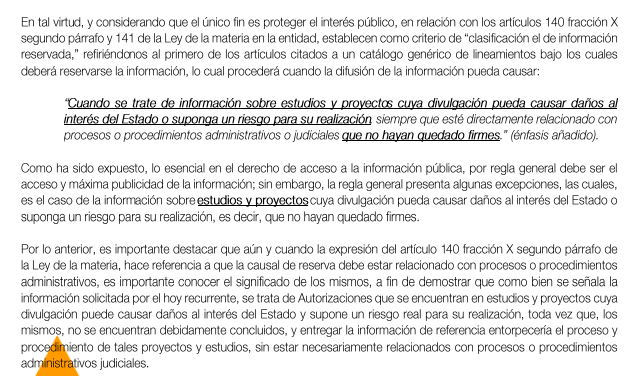 En tal virtud, y considerando que el único fin es proteger el interés público, en relación con los artículos 140 fracción X
segundo párrafo y 141 de la Ley de la materia en la entidad, establecen como criterio de “clasificación el de información
reservada,” refiriéndonos al primero de los artículos citados a un catálogo genérico de lineamientos bajo los cuales
deberá reservarse la información, lo cual procederá cuando la difusión de la información pueda causar:
“Cuando se trate de información sobre estudios y proyectos cuya divulgación pueda causar daños al
interés del Estado o suponga un riesgo para su realización, siempre que esté directamente relacionado con
procesos o procedimientos administrativos o judiciales que no hayan quedado firmes.” (énfasis añadido).
Como ha sido expuesto, lo esencial en el derecho de acceso a la información pública, por regla general debe ser el
acceso y máxima publicidad de la información; sin embargo, la regla general presenta algunas excepciones, las cuales,
es el caso de la información sobre estudios y proyectos cuya divulgación pueda causar daños al interés del Estado o
suponga un riesgo para su realización, es decir, que no hayan quedado firmes.
Por lo anterior, es importante destacar que aún y cuando la expresión del artículo 140 fracción X segundo párrafo de
la Ley de la materia, hace referencia a que la causal de reserva debe estar relacionado con procesos o procedimientos
administrativos, es importante conocer el significado de los mismos, a fin de demostrar que como bien se señala la
información solicitada por el hoy recurrente, se trata de Autorizaciones que se encuentran en estudios y proyectos cuya
divulgación puede causar daños al interés del Estado y supone un riesgo real para su realización, toda vez que, los
mismos, no se encuentran debidamente concluidos, y entregar la información de referencia entorpecería el proceso y
procedimiento de tales proyectos y estudios, sin estar necesariamente relacionados con procesos o procedimientos
administrativos judiciales.